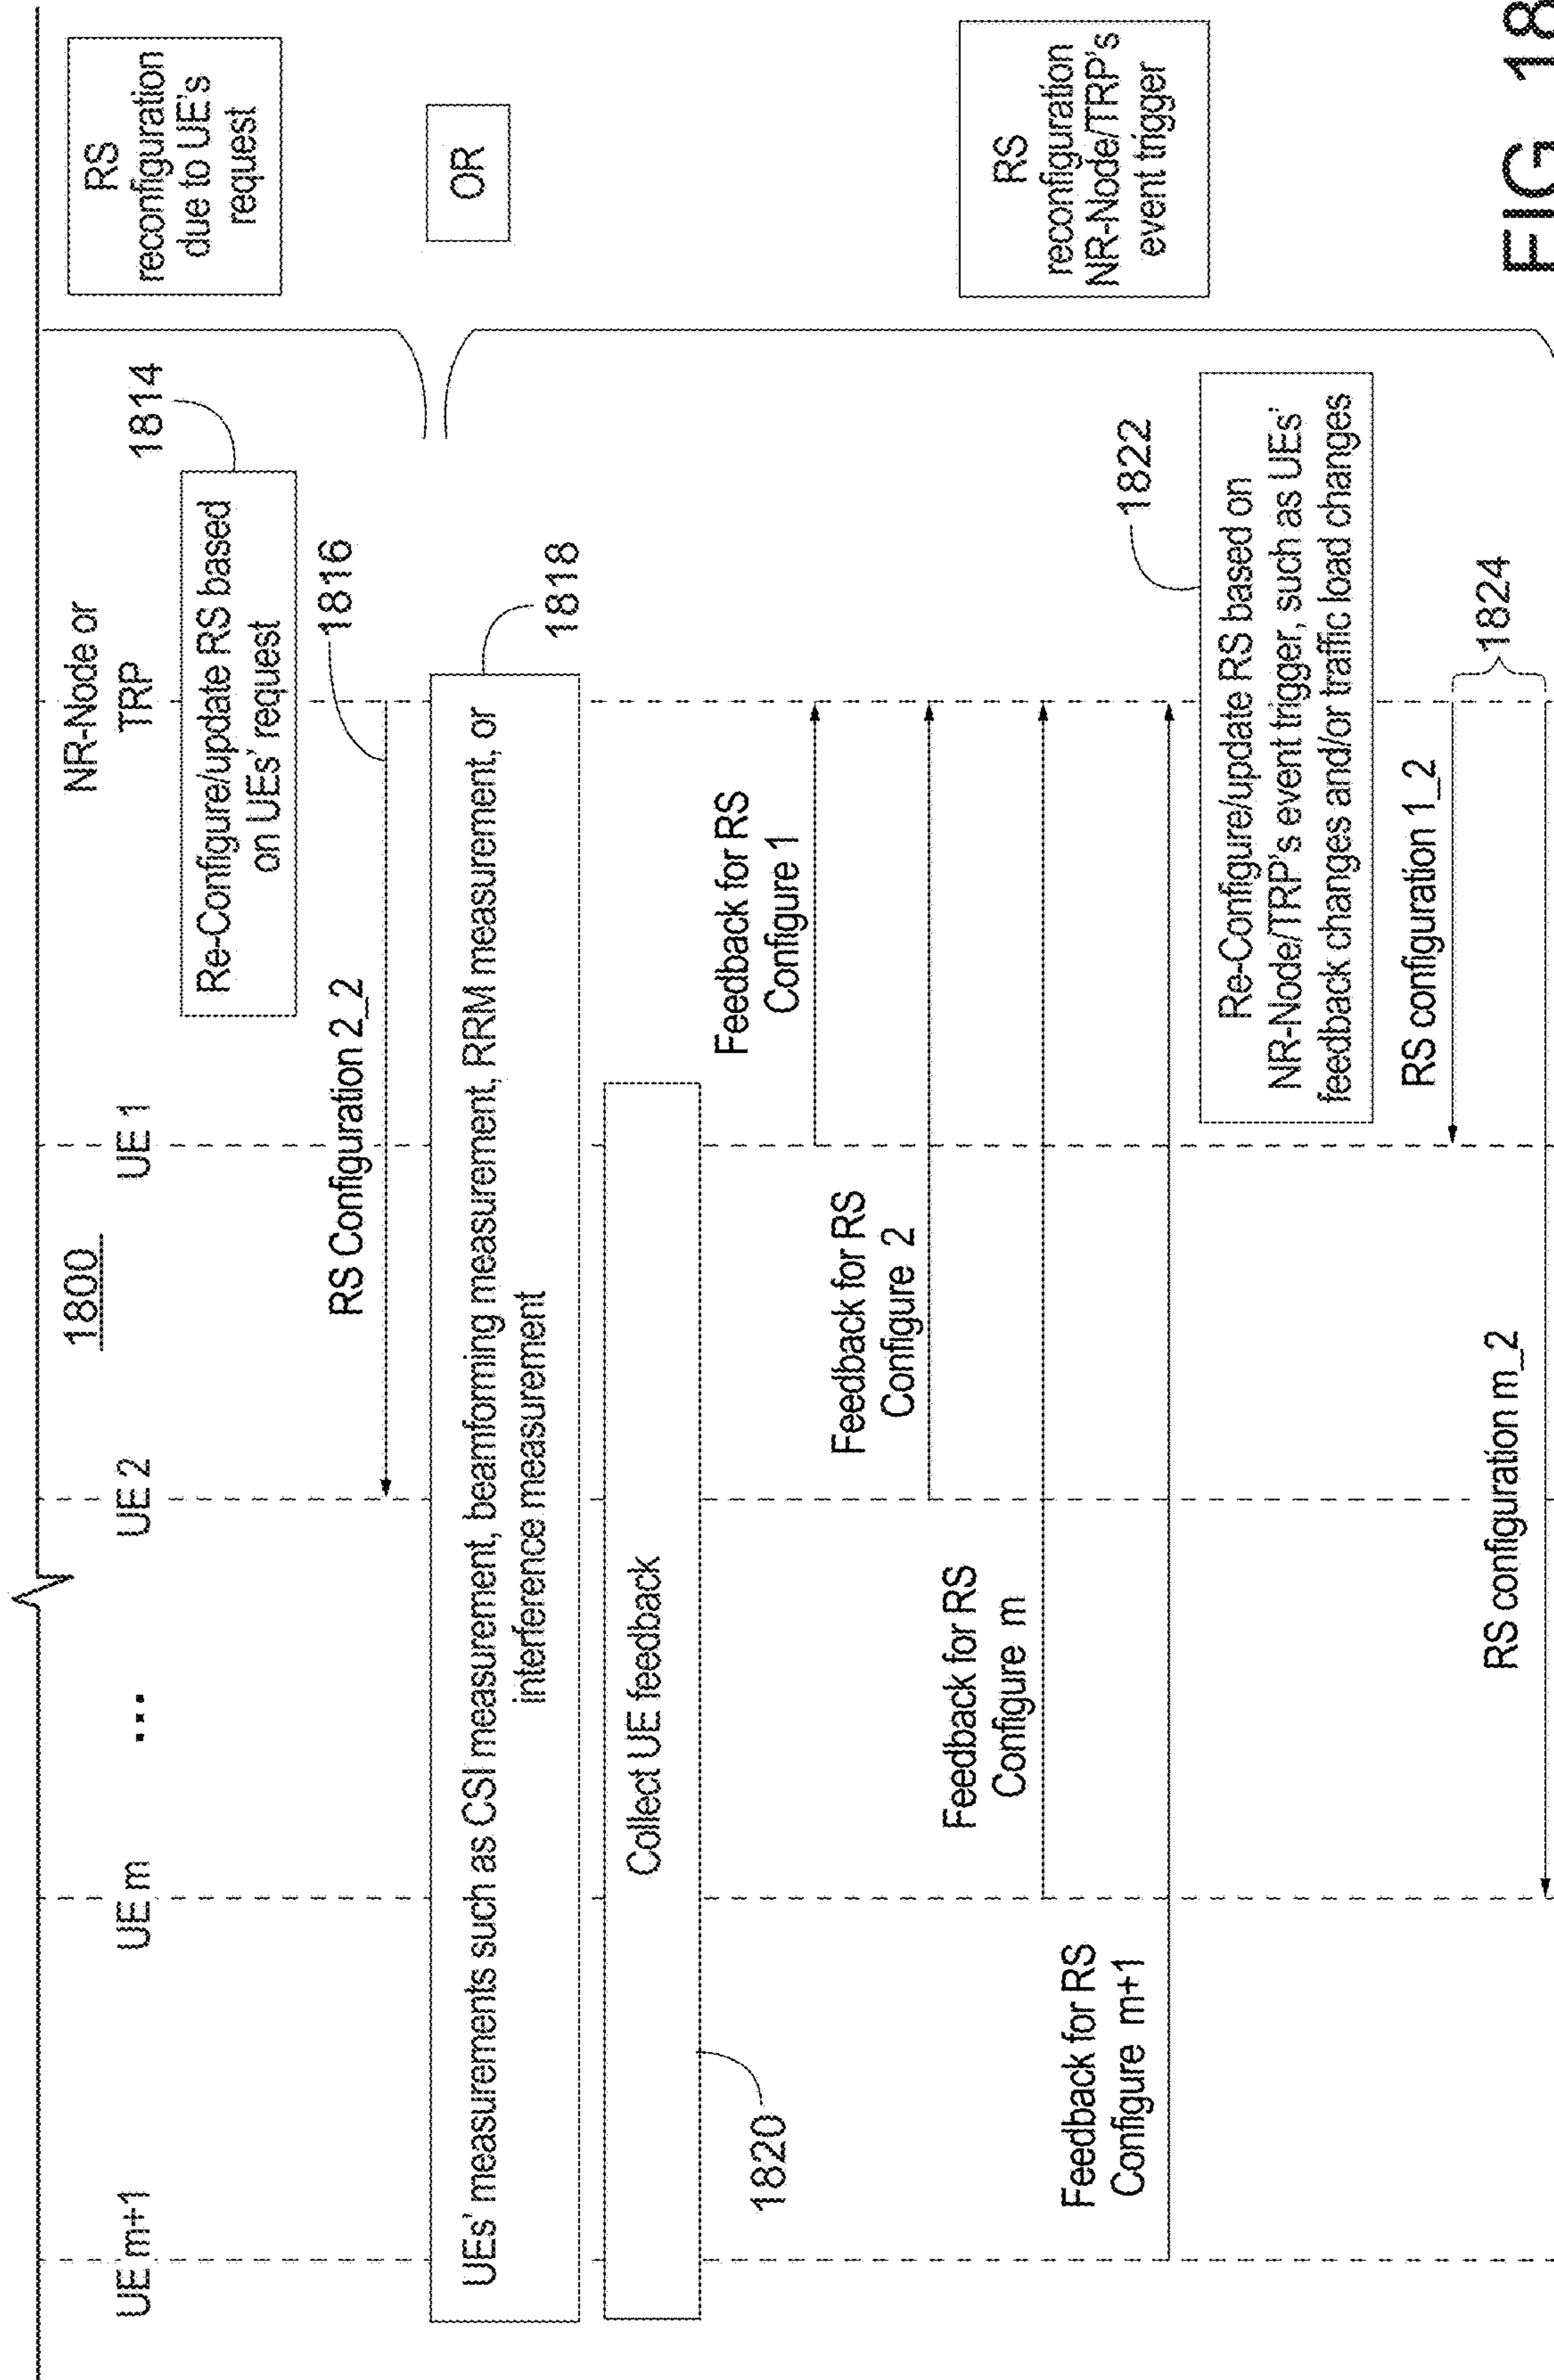 1800
UE m+1
UE m
...
UE 2
UE 1
NR-Node or
TRP
1814
Re-Configure/update RS based
on UEs' request
RS Configuration 2_2
1816
RS
reconfiguration
due to UE's
request
OR
UEs' measurements such as CSI measurement, beamforming measurement, RRM measurement, or
interference measurement
1818
Collect UE feedback
1820
Feedback for RS
Configure 1
Feedback for RS
Configure 2
Feedback for RS
Configure m
Feedback for RS
Configure m+1
RS
reconfiguration
NR-Node/TRP's
event trigger
1822
Re-Configure/update RS based on
NR-Node/TRP's event trigger, such as UEs'
feedback changes and/or traffic load changes
RS configuration 1_2
1824
RS configuration m_2